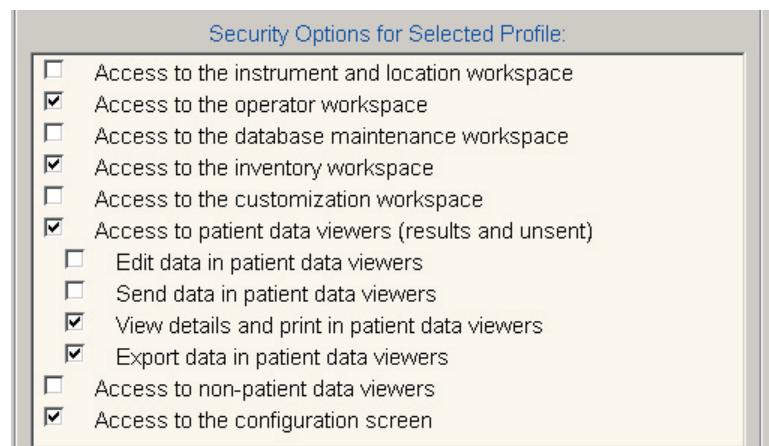 Security Options for Selected Profile:
Access to the instrument and location workspace
Access to the operator workspace
Access to the database maintenance workspace
Access to the inventory workspace
Access to the customization workspace
Access to patient data viewers (results and unsent)
Edit data in patient data viewers
Send data in patient data viewers
View details and print in patient data viewers
Export data in patient data viewers
Access to non-patient data viewers
Access to the configuration screen